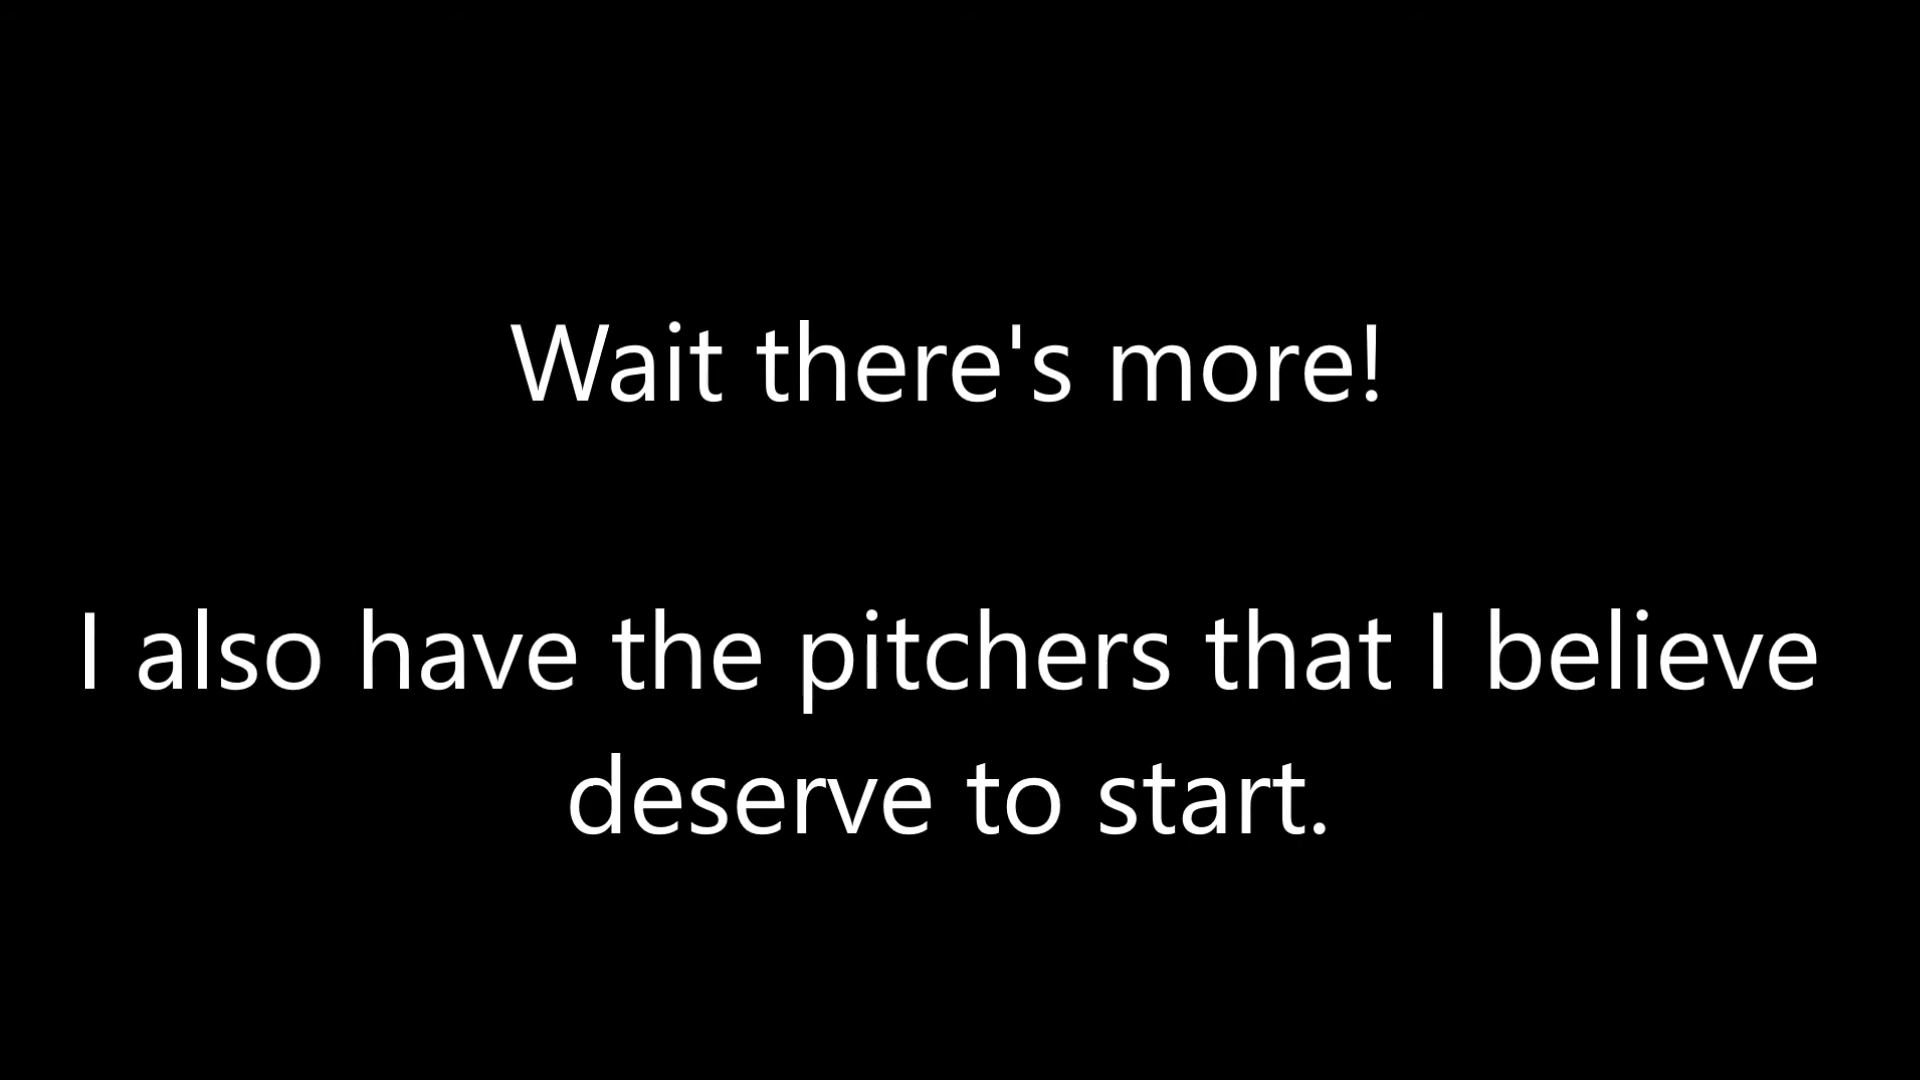 Wait there's more!
I also have the pitchers that I believe
deserve to start.